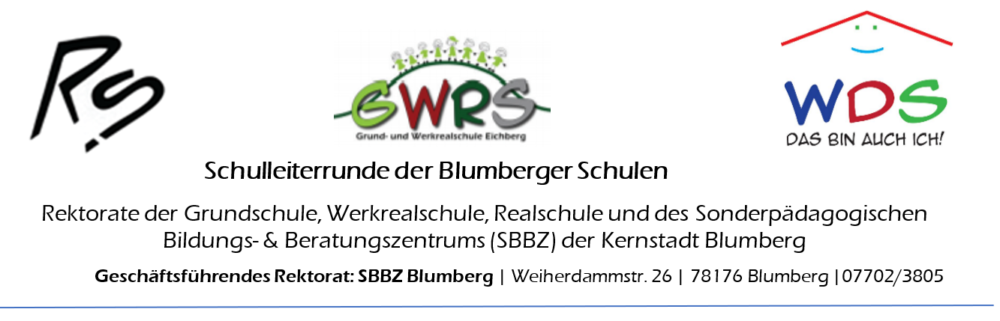 RS
GWRS
Grund- und Werkrealschule Eichberg
WDS
DAS BIN AUCH ICH!
Schulleiterrunde der Blumberger Schulen
Rektorate der Grundschule, Werkrealschule, Realschule und des Sonderpädagogischen
Bildungs- & Beratungszentrums (SBBZ) der Kernstadt Blumberg
Geschäftsführendes Rektorat: SBBZ Blumberg | Weiherdammstr. 26 | 78176 Blumberg |07702/3805